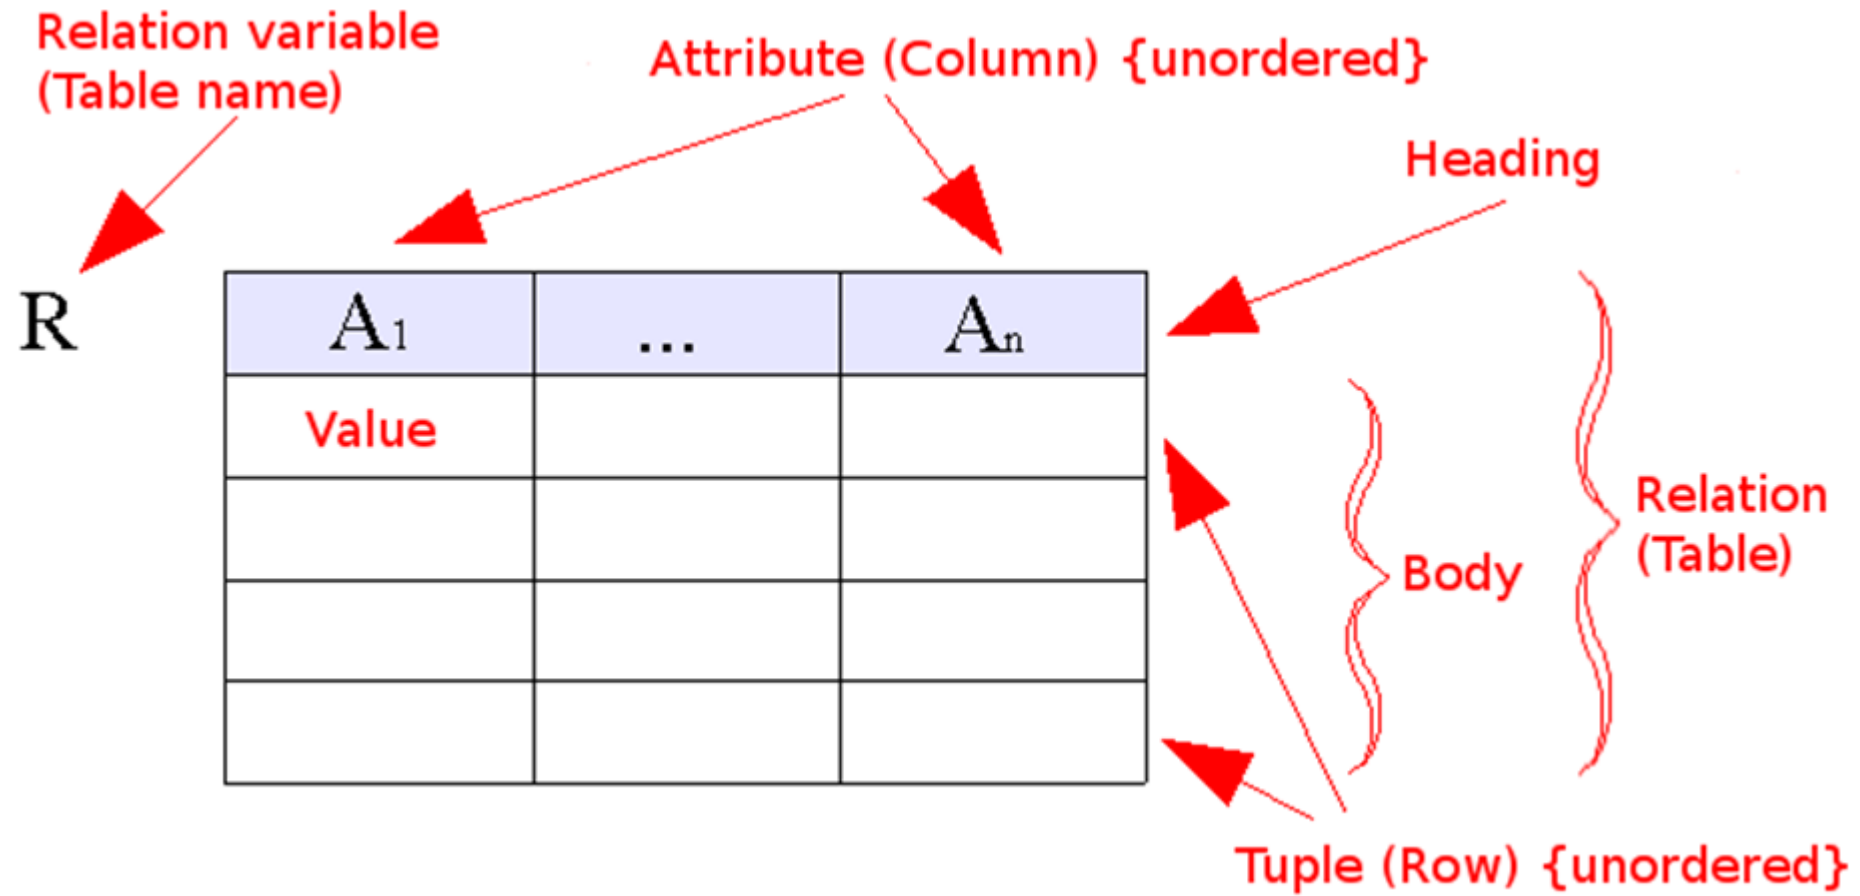 Relation variable
(Table name)
Attribute (Column) {unordered}
Heading
R
A1
...
An
Value
Relation
(Table)
Body
Tuple (Row) {unordered}